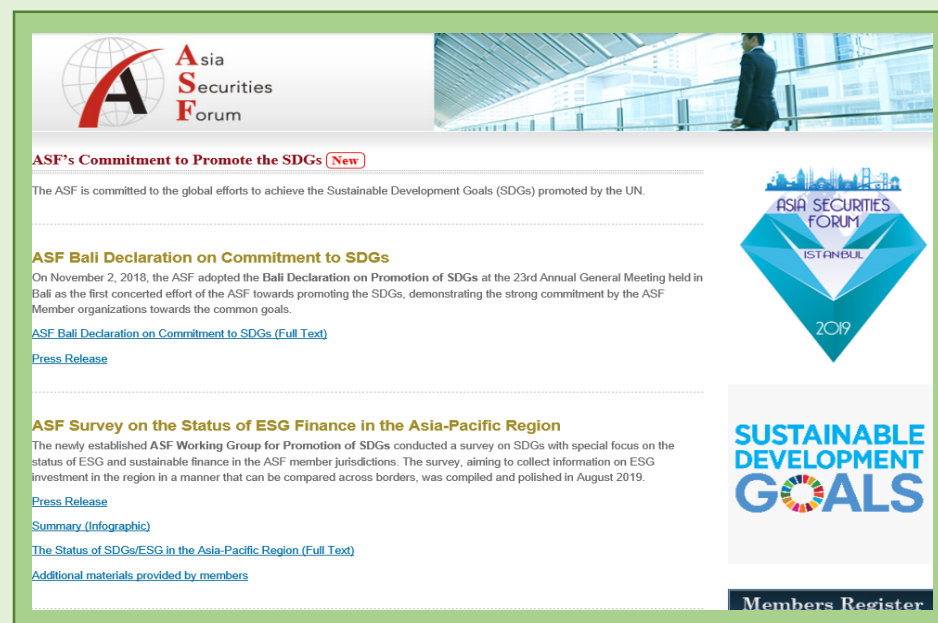 Asia
Securities
Forum
ASF's Commitment to Promote the SDGs New
The ASF is committed to the global efforts to achieve the Sustainable Development Goals (SDGs) promoted by the UN.
ASF Bali Declaration on Commitment to SDGs
On November 2, 2018, the ASF adopted the Bali Declaration on Promotion of SDGs at the 23rd Annual General Meeting held in
Bali as the first concerted effort of the ASF towards promoting the SDGs, demonstrating the strong commitment by the ASF
Member organizations towards the common goals.
ASF Bali Declaration on Commitment to SDGs (Full Text)
Press Release
ASF Survey on the Status of ESG Finance in the Asia-Pacific Region
The newly established ASF Working Group for Promotion of SDGs conducted a survey on SDGs with special focus on the
status of ESG and sustainable finance in the ASF member jurisdictions. The survey, aiming to collect information on ESG
investment in the region in a manner that can be compared across borders, was compiled and polished in August 2019.
Press Release
Summary (Infographic)
The Status of SDGs/ESG in the Asia-Pacific Region (Full Text)
Additional materials provided by members
ASIA SECURITIES
FORUM
ISTANBUL
2019
SUSTAINABLE
DEVELOPMENT
GOALS
Members Register